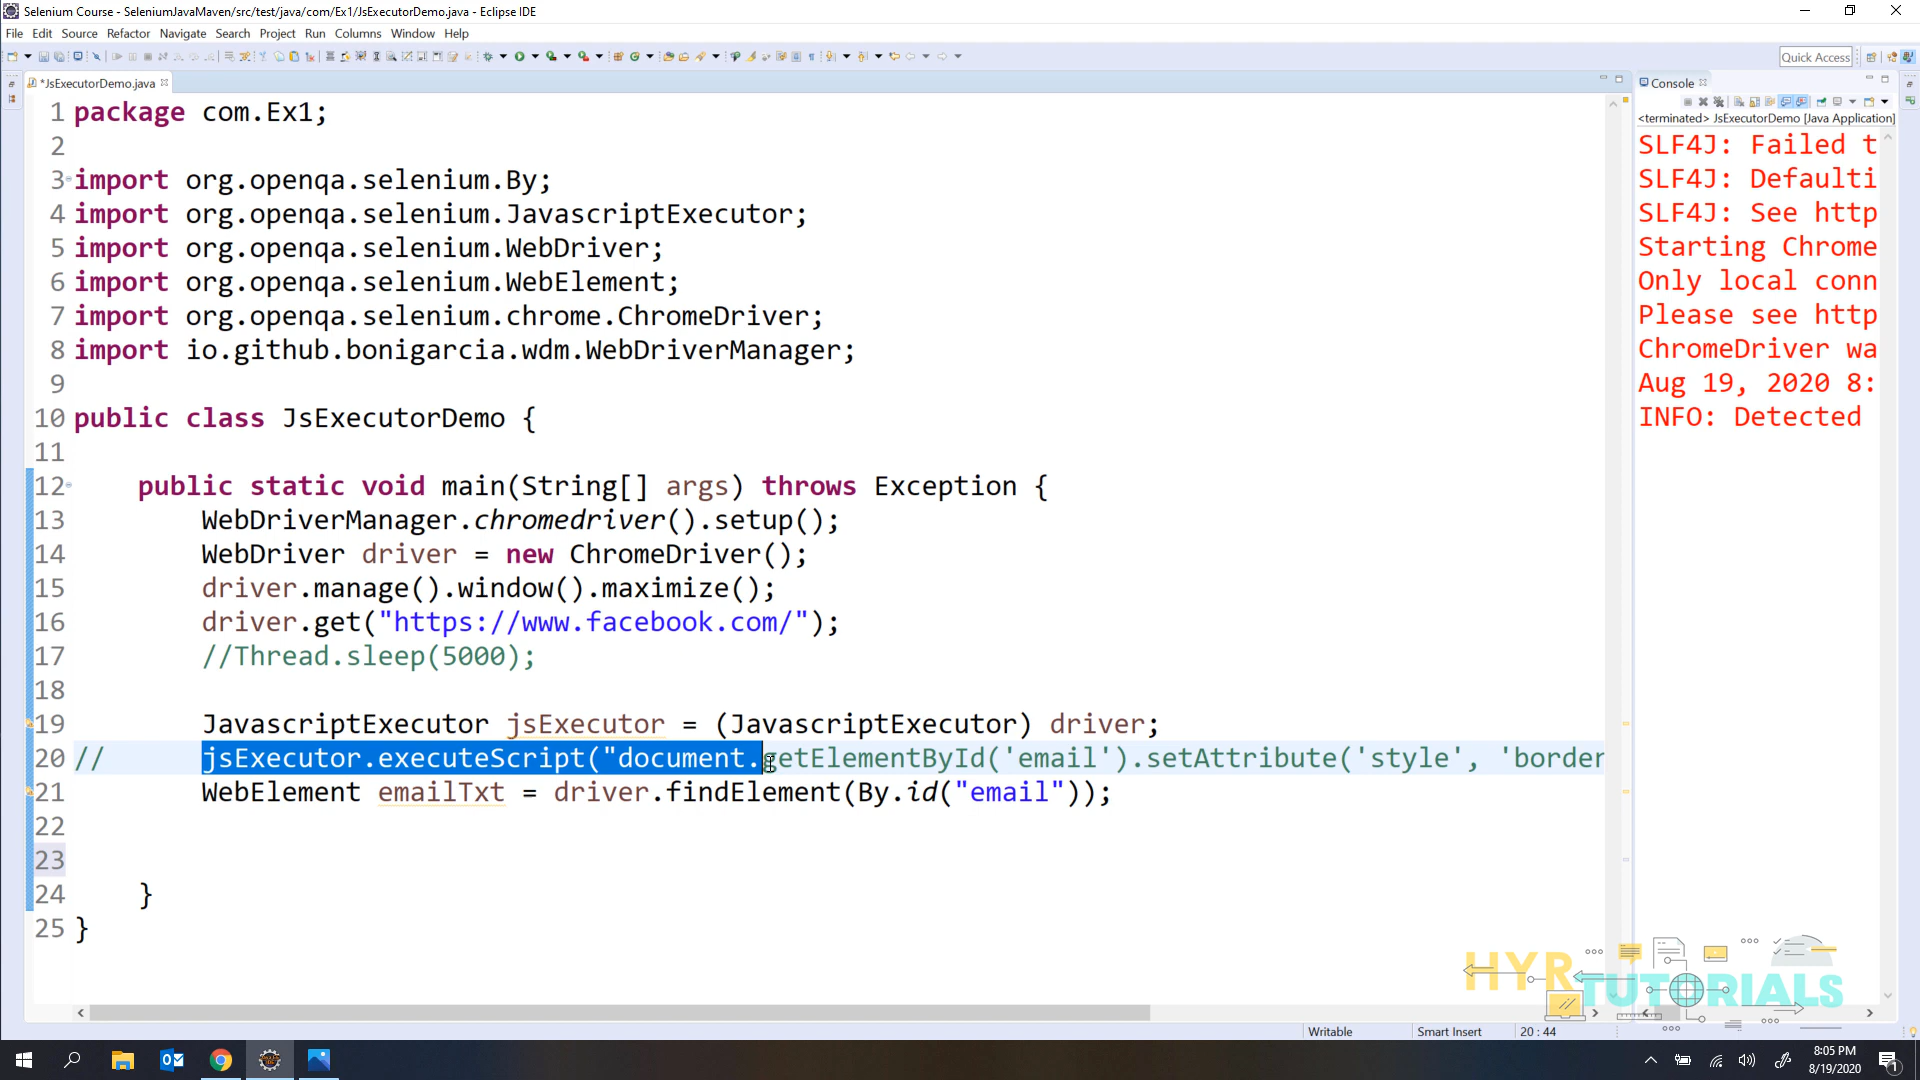 Selenium Course - SeleniumJavaMaven/src/test/java/com/Ex1/JsExecutorDemo.java - Eclipse IDE
File Edit Source Refactor Navigate Search Project Run Columns Window Help
Quick Access
*JsExecutorDemo.java
1 package com.Ex1;
2
3 import org.openqa.selenium.By;
4 import org.openqa.selenium.JavascriptExecutor;
5 import org.openqa.selenium.WebDriver;
6 import org.openqa.selenium.WebElement;
7 import org.openqa.selenium.chrome.ChromeDriver;
8 import io.github.bonigarcia.wdm.WebDriverManager;
9
10 public class JsExecutorDemo {
11
12 public static void main(String[] args) throws Exception {
13 WebDriverManager.chromedriver().setup();
14 WebDriver driver = new ChromeDriver();
15 driver.manage().window().maximize();
16 driver.get("https://www.facebook.com/");
17 //Thread.sleep(5000);
18
19 JavascriptExecutor jsExecutor = (JavascriptExecutor) driver;
20 // jsExecutor.executeScript("document.getElementById('email').setAttribute('style', 'border
21 WebElement emailTxt = driver.findElement(By.id("email"));
22
23
24 }
25 }
Console
<terminated> JsExecutorDemo [Java Application]
SLF4J: Failed t
SLF4J: Defaulti
SLF4J: See http
Starting Chrome
Only local conn
Please see http
ChromeDriver wa
Aug 19, 2020 8:
INFO: Detected
HYR
TUTORIALS
Writable Smart Insert 20 : 44
8:05 PM
8/19/2020
1